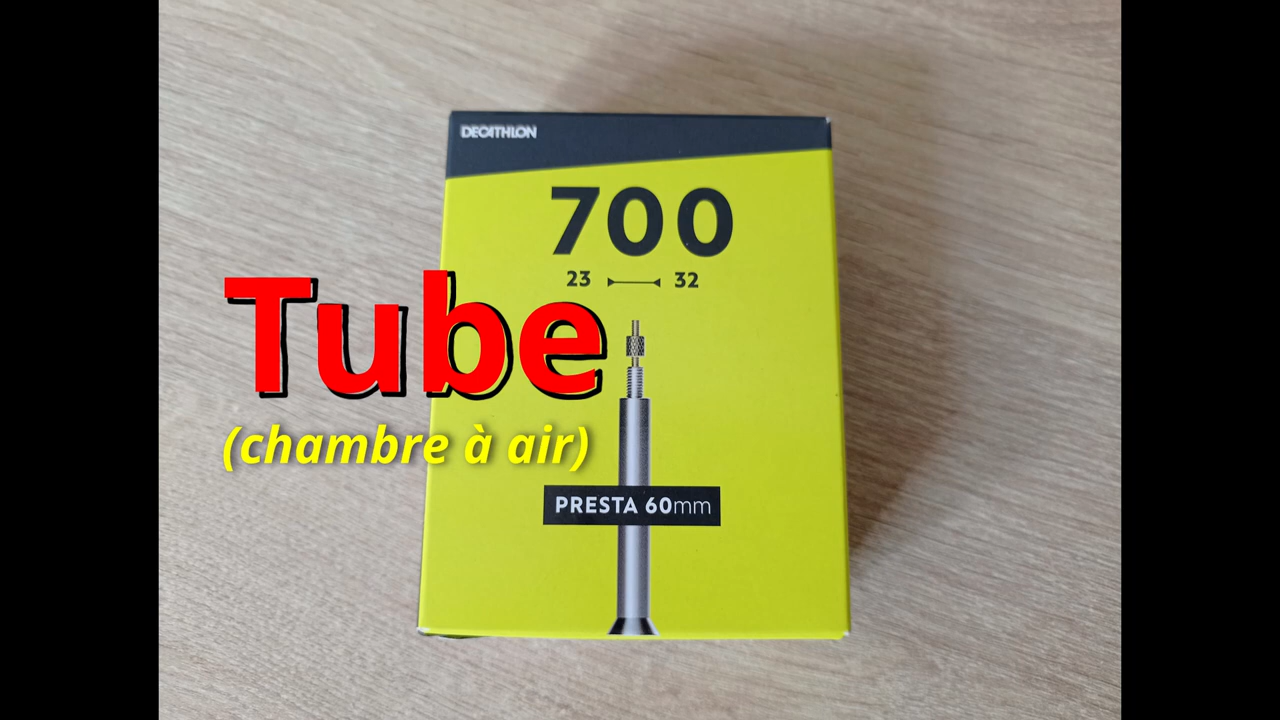 DECATHLON
700
23 32
Tube
(chambre à air)
PRESTA 60mm